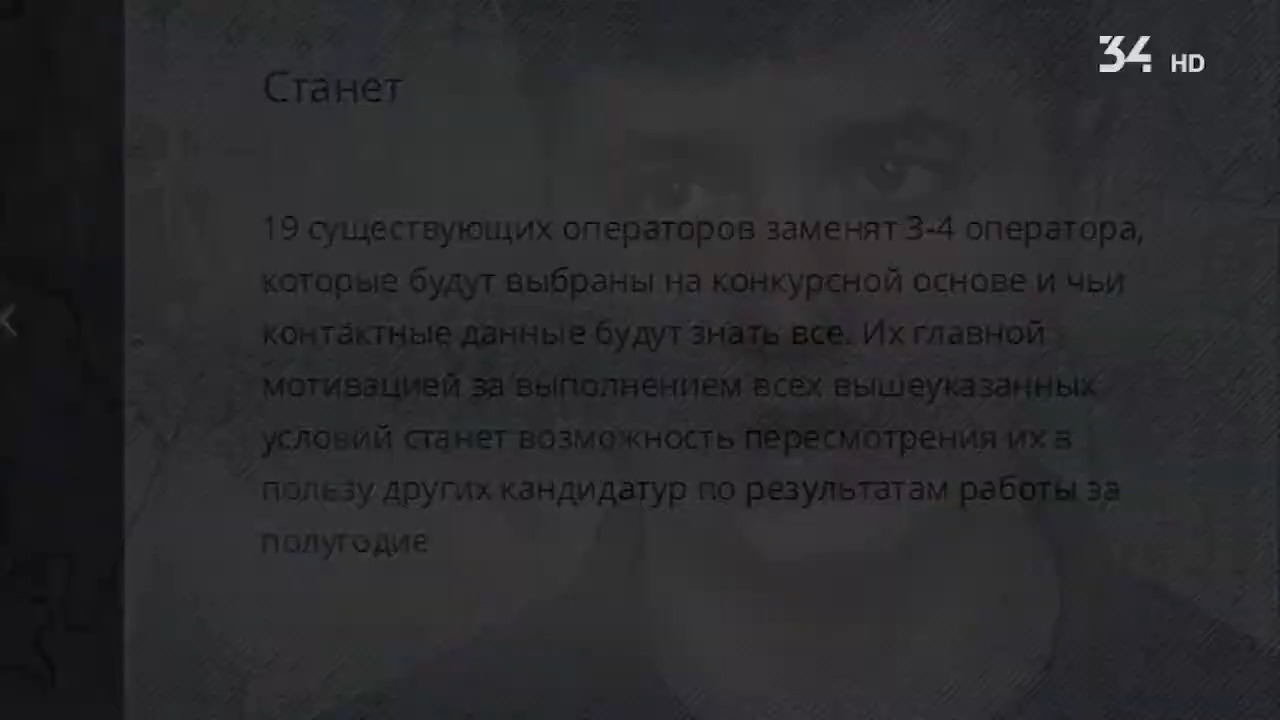 34 HD
Станет
19 существующих операторов заменят 3-4 оператора,
которые будут выбраны на конкурсной основе и чьи
контактные данные будут знать все. Их главной
мотивацией за выполнением всех вышеуказанных
условий станет возможность пересмотрения их в
пользу других кандидатур по результатам работы за
полугодие